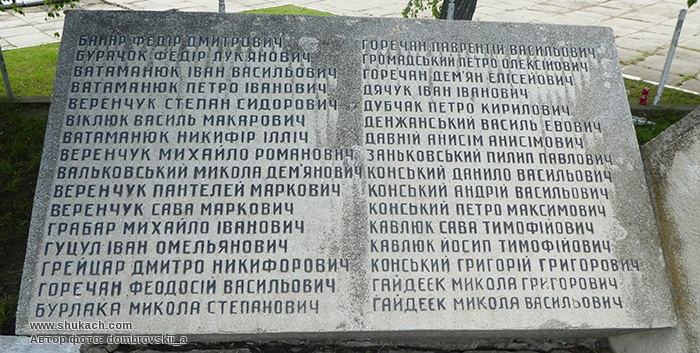 БАНАР ФЕДІР ДМИТРОВИЧ
БУРАЧОК ФЕДІР ЛУК'ЯНОВИЧ
ВАТАМАНЮК ІВАН ВАСИЛЬОВИЧ
ВАТАМАНЮК ПЕТРО ІВАНОВИЧ
ВЕРЕНЧУК СТЕПАН СИДОРОВИЧ
ВІКЛЮК ВАСИЛЬ МАКАРОВИЧ
ВАТАМАНЮК НИКИФІР ІЛЛІЧ
ВЕРЕНЧУК МИХАЙЛО РОМАНОВИЧ
ВАЛЬКОВСЬКИЙ МИКОЛА ДЕМ'ЯНОВИЧ
ВЕРЕНЧУК ПАНТЕЛЕЙ МАРКОВИЧ
ВЕРЕНЧУК САВА МАРКОВИЧ
ГРАБАР МИХАЙЛО ІВАНОВИЧ
ГУЦУЛ ІВАН ОМЕЛЬЯНОВИЧ
ГРЕЙЦАР ДМИТРО НИКИФОРОВИЧ
ГОРЕЧАН ФЕОДОСІЙ ВАСИЛЬОВИЧ
БУРЛАКА МИКОЛА СТЕПАНОВИЧ
ГОРЕЧАН ЛАВРЕНТІЙ ВАСИЛЬОВИЧ
ГРОМАДСЬКИЙ ПЕТРО ОЛЕКСІЙОВИЧ
ГОРЕЧАН ДЕМ'ЯН ЕЛІСЕЙОВИЧ
ДЯЧУК ІВАН ІВАНОВИЧ
ДУБЧАК ПЕТРО КИРИЛОВИЧ
ДЕНЖАНСЬКИЙ ВАСИЛЬ ЕВОВИЧ
ДАВНІЙ АНИСІМ АНИСІМОВИЧ
ЗАНЬКОВСЬКИЙ ПИЛИП ПАВЛОВИЧ
КОНСЬКИЙ ДАНИЛО ВАСИЛЬОВИЧ
КОНСЬКИЙ АНДРІЙ ВАСИЛЬОВИЧ
КОНСЬКИЙ ПЕТРО МАКСИМОВИЧ
КАВЛЮК САВА ТИМОФІЙОВИЧ
КАВЛЮК ЙОСИП ТИМОФІЙОВИЧ
КОНСЬКИЙ ГРИГОРІЙ ГРИГОРОВИЧ
ГАЙДЕЕК МИКОЛА ГРИГОРОВИЧ
ГАЙДЕЕК МИКОЛА ВАСИЛЬОВИЧ
www.shukach.com
Автор фото: dombrovskii_a